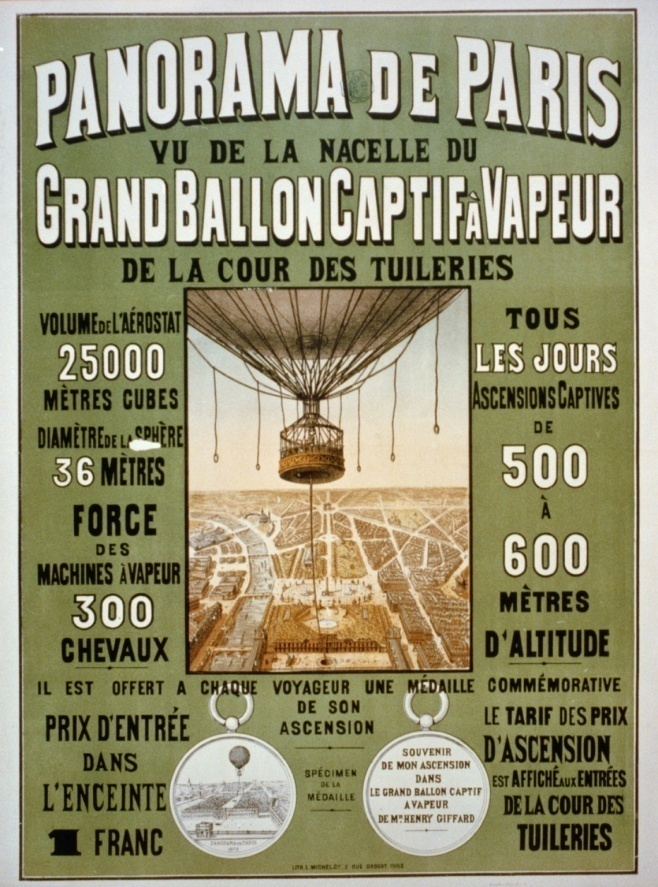 PANORAMA DE PARIS
VU DE LA NACELLE DU
GRAND BALLON CAPTIF À VAPEUR
DE LA COUR DES TUILERIES
VOLUME DE L'AÉROSTAT
25000
MÈTRES CUBES
DIAMÈTRE DE LA SPHÈRE
36 MÈTRES
FORCE
DES
MACHINES À VAPEUR
300
CHEVAUX
TOUS
LES JOURS
ASCENSIONS CAPTIVES
DE
500
À
600
MÈTRES
D'ALTITUDE
IL EST OFFERT A CHAQUE VOYAGEUR UNE MÉDAILLE COMMÉMORATIVE
DE SON
ASCENSION
PRIX D'ENTRÉE
DANS
L'ENCEINTE
1 FRANC
PANORAMA DE PARIS
SPÉCIMEN
DE LA
MÉDAILLE
SOUVENIR
DE MON ASCENSION
DANS
LE GRAND BALLON CAPTIF
A VAPEUR
DE Mr HENRY GIFFARD
LE TARIF DES PRIX
D'ASCENSION
EST AFFICHÉ AUX ENTRÉES
DE LA COUR DES
TUILERIES